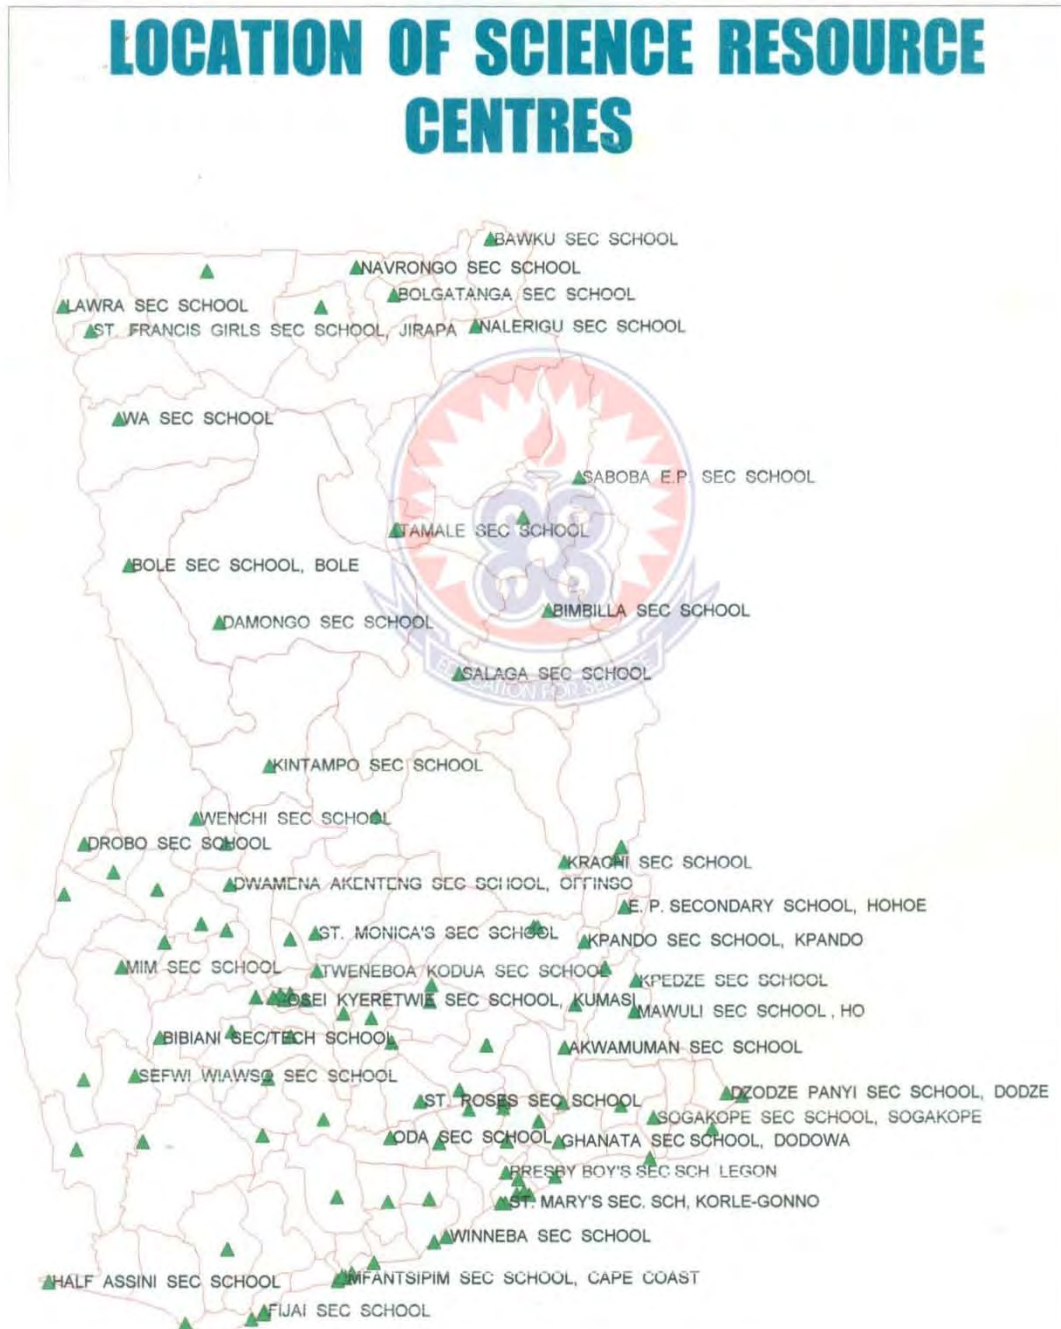 LOCATION OF SCIENCE RESOURCE
CENTRES
BAWKU SEC SCHOOL
NAVRONGO SEC SCHOOL
BOLGATANGA SEC SCHOOL
LAWRA SEC SCHOOL
ST. FRANCIS GIRLS SEC SCHOOL, JIRAPA
NALERIGU SEC SCHOOL
WA SEC SCHOOL
SABOBA E.P. SEC SCHOOL
TAMALE SEC SCHOOL
BOLE SEC SCHOOL, BOLE
BIMBILLA SEC SCHOOL
DAMONGO SEC SCHOOL
SALAGA SEC SCHOOL
EDUCATION FOR SERVICE
KINTAMPO SEC SCHOOL
WENCHI SEC SCHOOL
DROBO SEC SCHOOL
KRACHI SEC SCHOOL
DWAMENA AKENTENG SEC SCHOOL, OFFINSO
E. P. SECONDARY SCHOOL, HOHOE
ST. MONICA'S SEC SCHOOL
KPANDO SEC SCHOOL, KPANDO
MIM SEC SCHOOL
TWENEBOA KODUA SEC SCHOOL
KPEDZE SEC SCHOOL
OSEI KYERETWIE SEC SCHOOL, KUMASI
MAWULI SEC SCHOOL, HO
BIBIANI SEC/TECH SCHOOL
AKWAMUMAN SEC SCHOOL
SEFWI WIAWSO SEC SCHOOL
DZODZE PANYI SEC SCHOOL, DODZE
ST. ROSES SEC SCHOOL
SOGAKOPE SEC SCHOOL, SOGAKOPE
ODA SEC SCHOOL
GHANATA SEC SCHOOL, DODOWA
PRESBY BOY'S SEC SCH LEGON
ST. MARY'S SEC. SCH, KORLE-GONNO
WINNEBA SEC SCHOOL
HALF ASSINI SEC SCHOOL
MFANTSIPIM SEC SCHOOL, CAPE COAST
FIJAI SEC SCHOOL